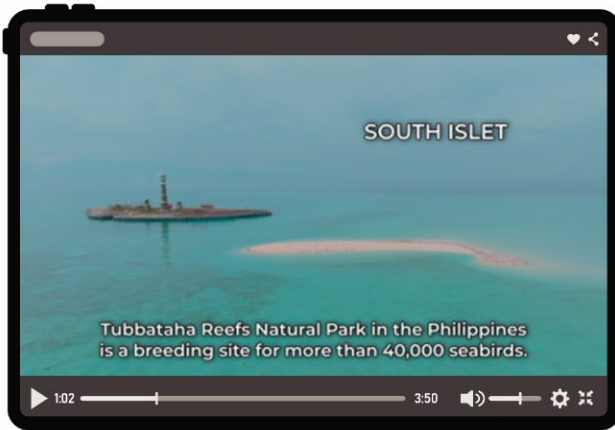 SOUTH ISLET
Tubbataha Reefs Natural Park in the Philippines
is a breeding site for more than 40,000 seabirds.
1:02
3:50